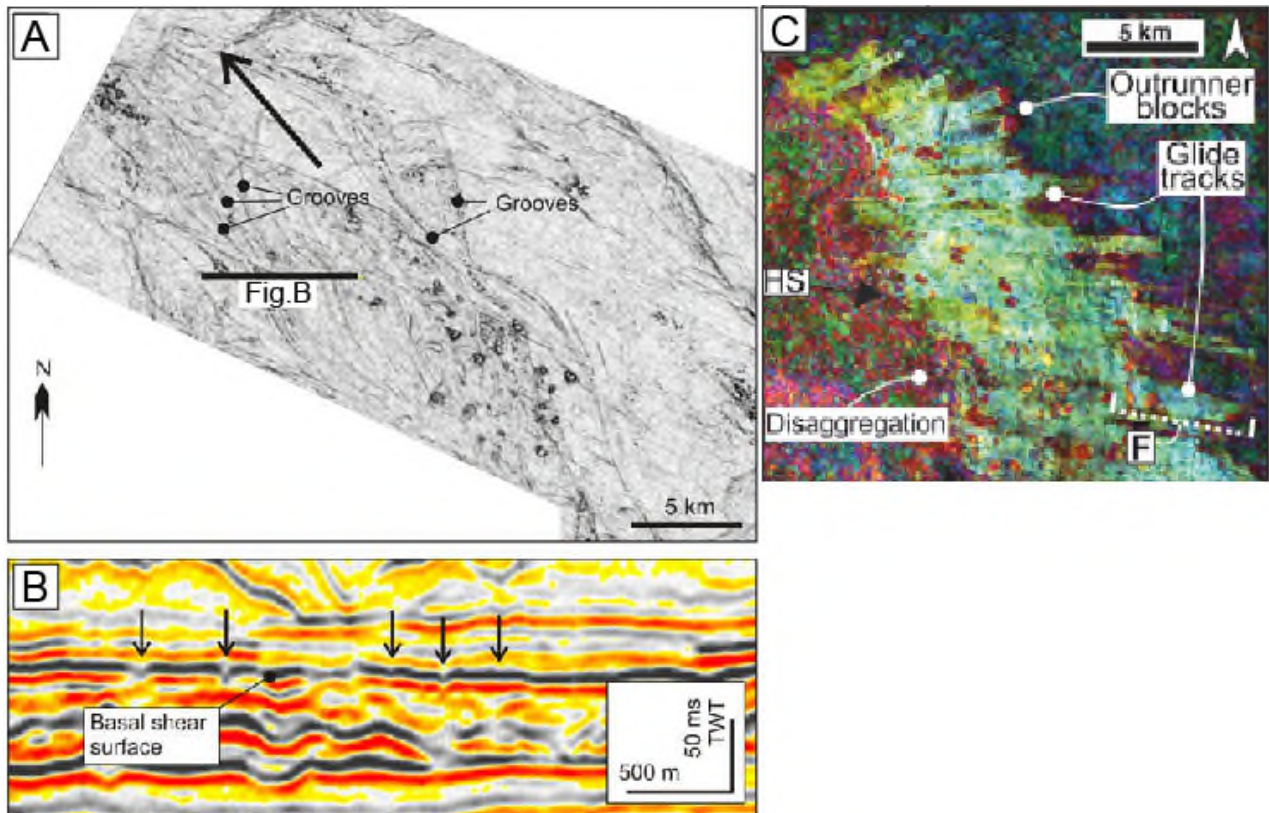 A
Grooves
Grooves
Fig.B
N
5 km
B
Basal shear
surface
50 ms
TWT
500 m
C
5 km
Outrunner
blocks
Glide
tracks
HS
Disaggregation
F